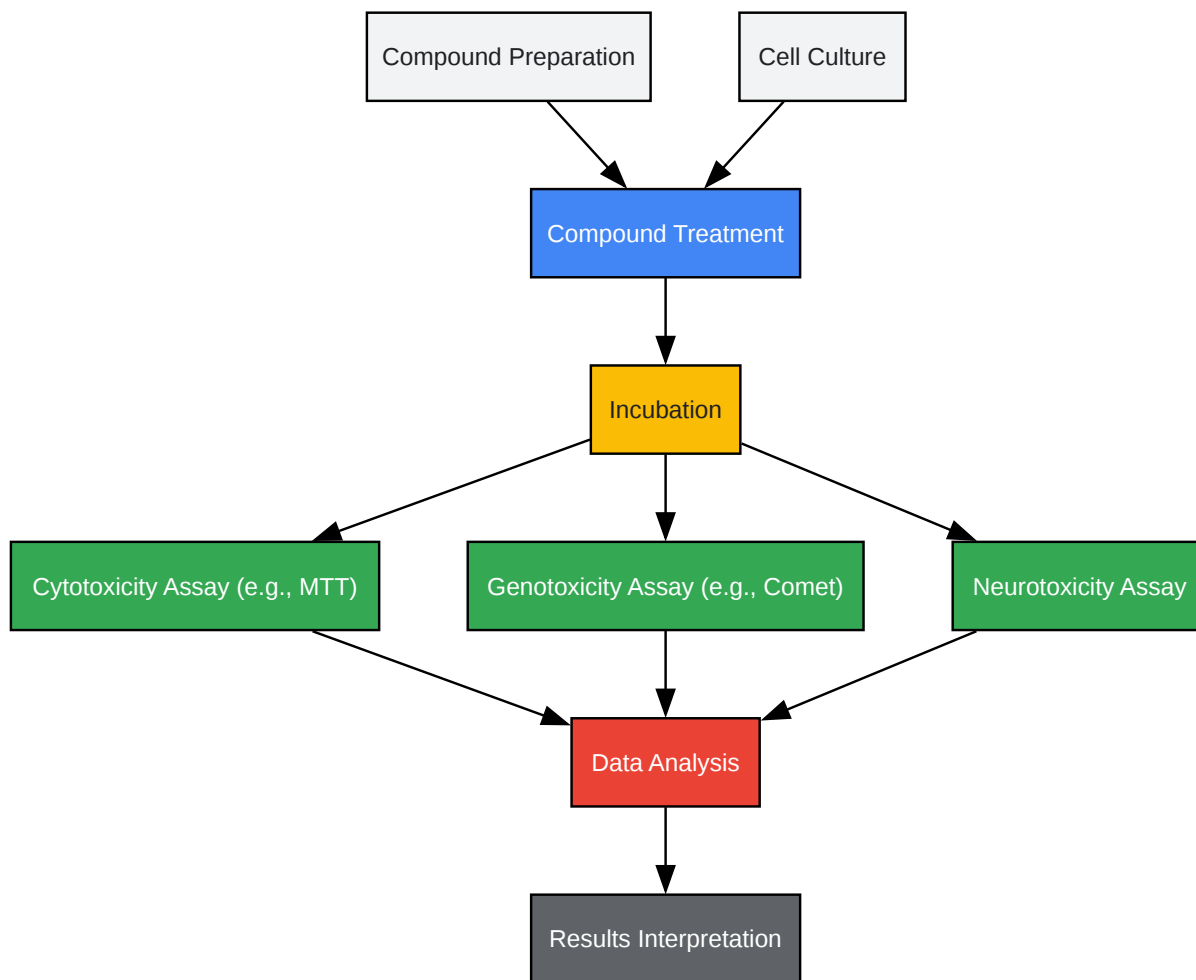 Compound Preparation
Cell Culture
Compound Treatment
Incubation
Cytotoxicity Assay (e.g., MTT)
Genotoxicity Assay (e.g., Comet)
Neurotoxicity Assay
Data Analysis
Results Interpretation